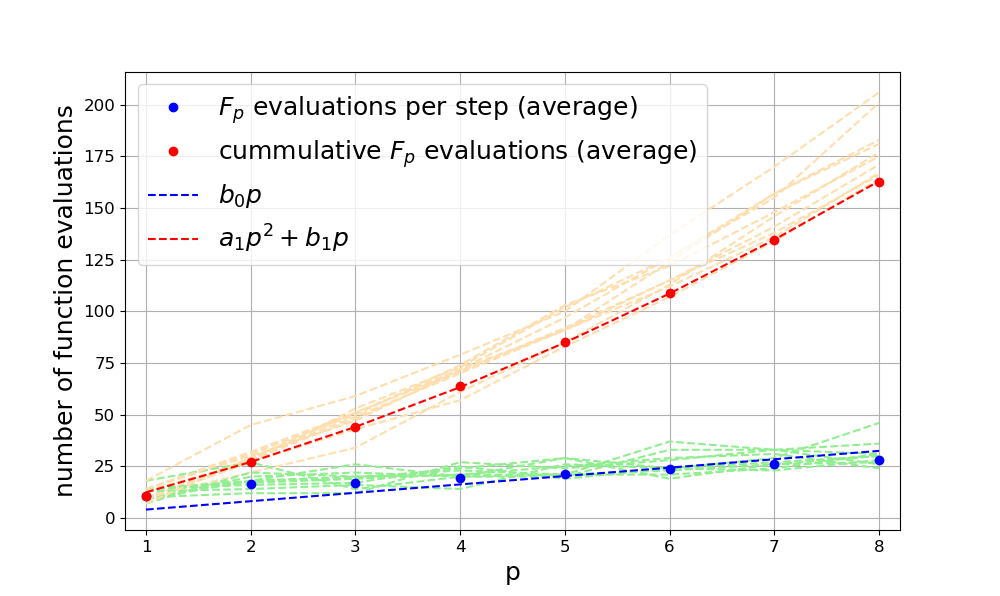 F_p evaluations per step (average)
cummulative F_p evaluations (average)
b_0p
a_1p^2 + b_1p
number of function evaluations
200
175
150
125
100
75
50
25
0
1 2 3 4 5 6 7 8
p